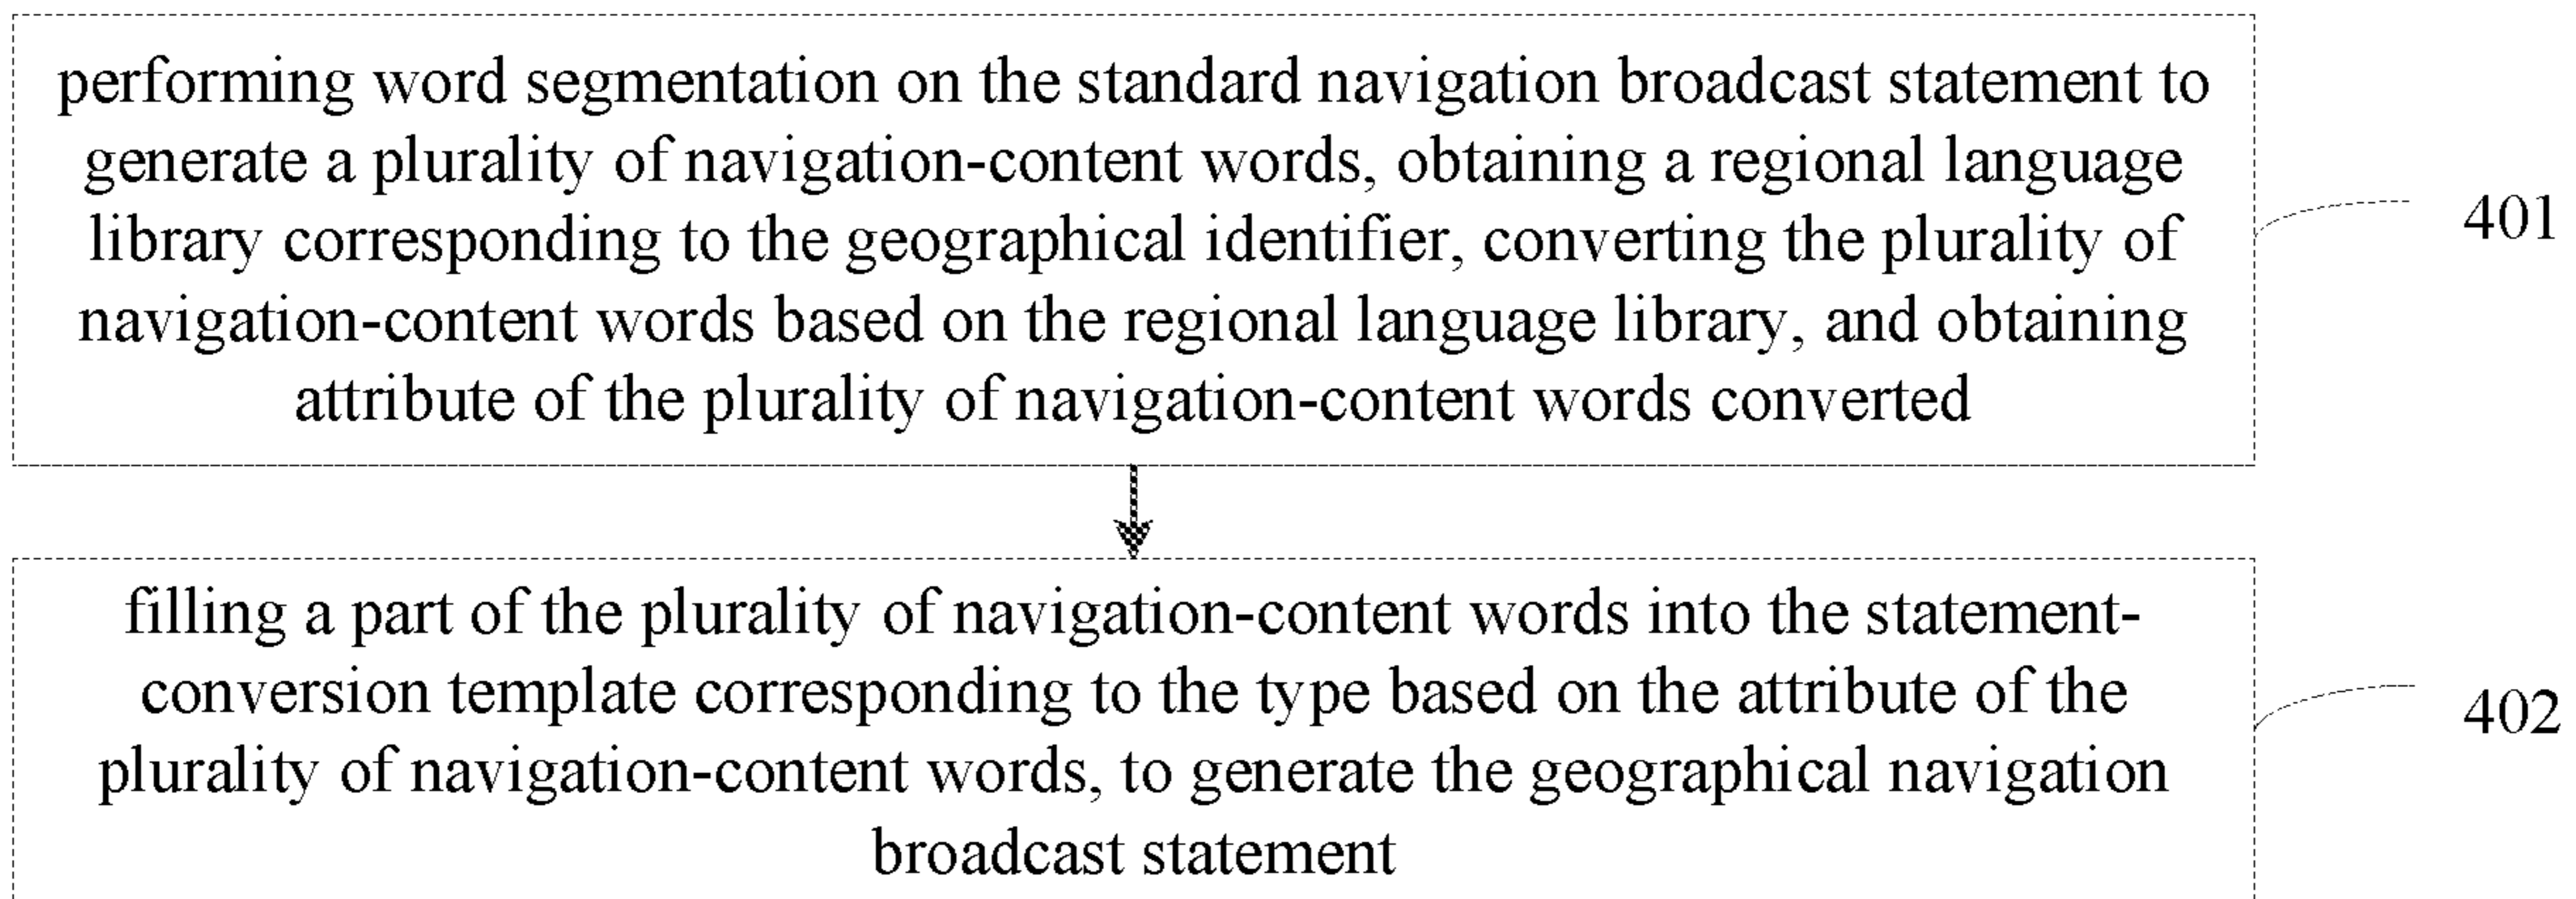 performing word segmentation on the standard navigation broadcast statement to
generate a plurality of navigation-content words, obtaining a regional language
library corresponding to the geographical identifier, converting the plurality of
navigation-content words based on the regional language library, and obtaining
attribute of the plurality of navigation-content words converted
401
filling a part of the plurality of navigation-content words into the statement-
conversion template corresponding to the type based on the attribute of the
plurality of navigation-content words, to generate the geographical navigation
broadcast statement
402